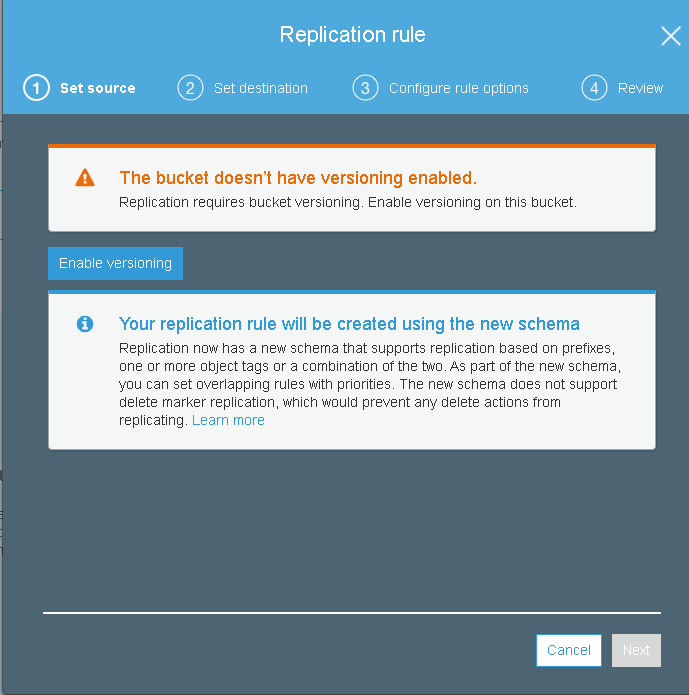 Replication rule
1 Set source 2 Set destination 3 Configure rule options 4 Review
The bucket doesn't have versioning enabled.
Replication requires bucket versioning. Enable versioning on this bucket.
Enable versioning
Your replication rule will be created using the new schema
Replication now has a new schema that supports replication based on prefixes,
one or more object tags or a combination of the two. As part of the new schema,
you can set overlapping rules with priorities. The new schema does not support
delete marker replication, which would prevent any delete actions from
replicating. Learn more
Cancel Next